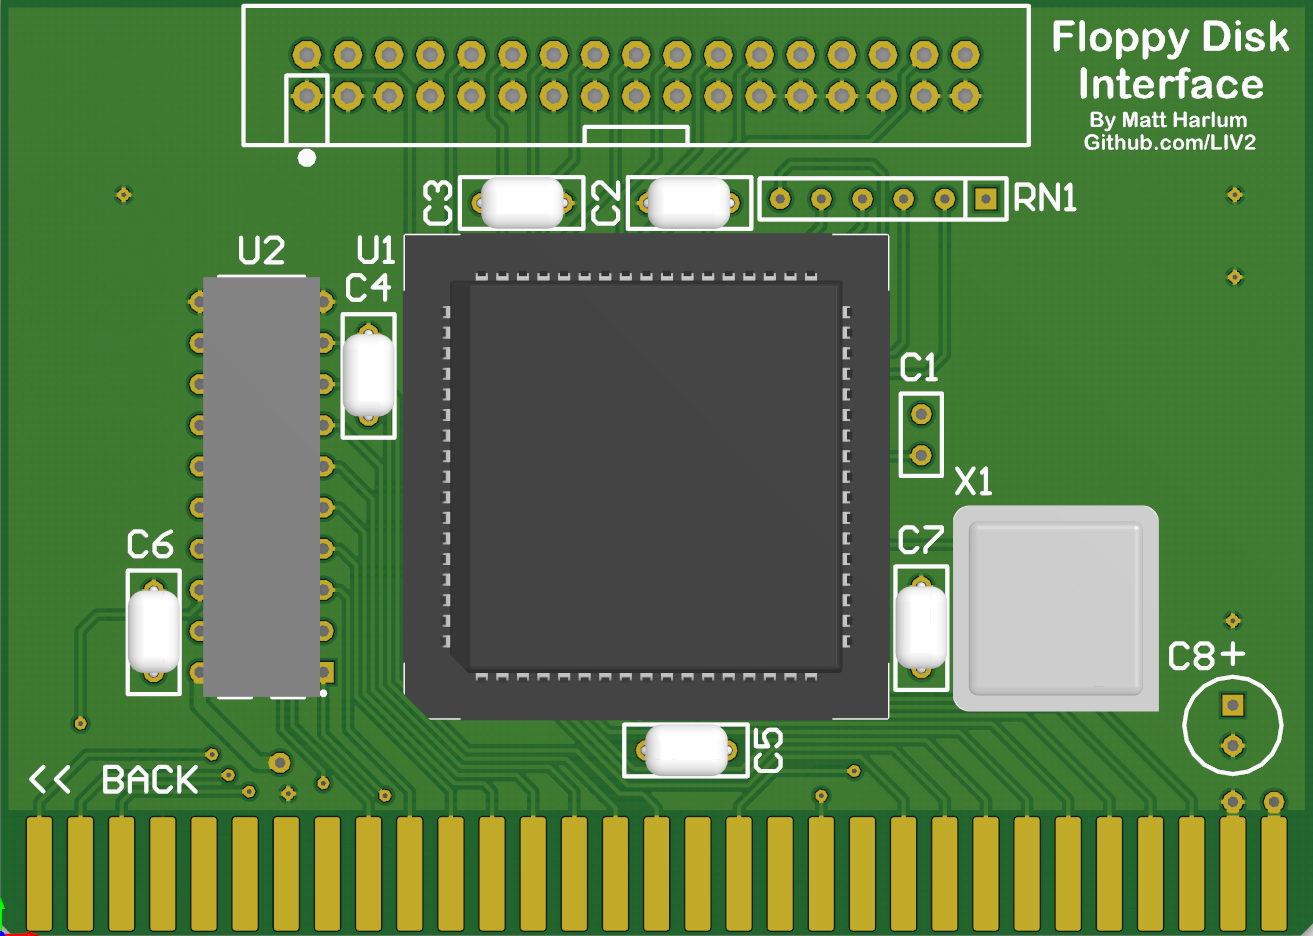 Floppy Disk
Interface
By Matt Harlum
Github.com/LIV2
C3
C2
RN1
U2
U1
C4
C1
X1
C6
C7
C8+
C5
<< BACK